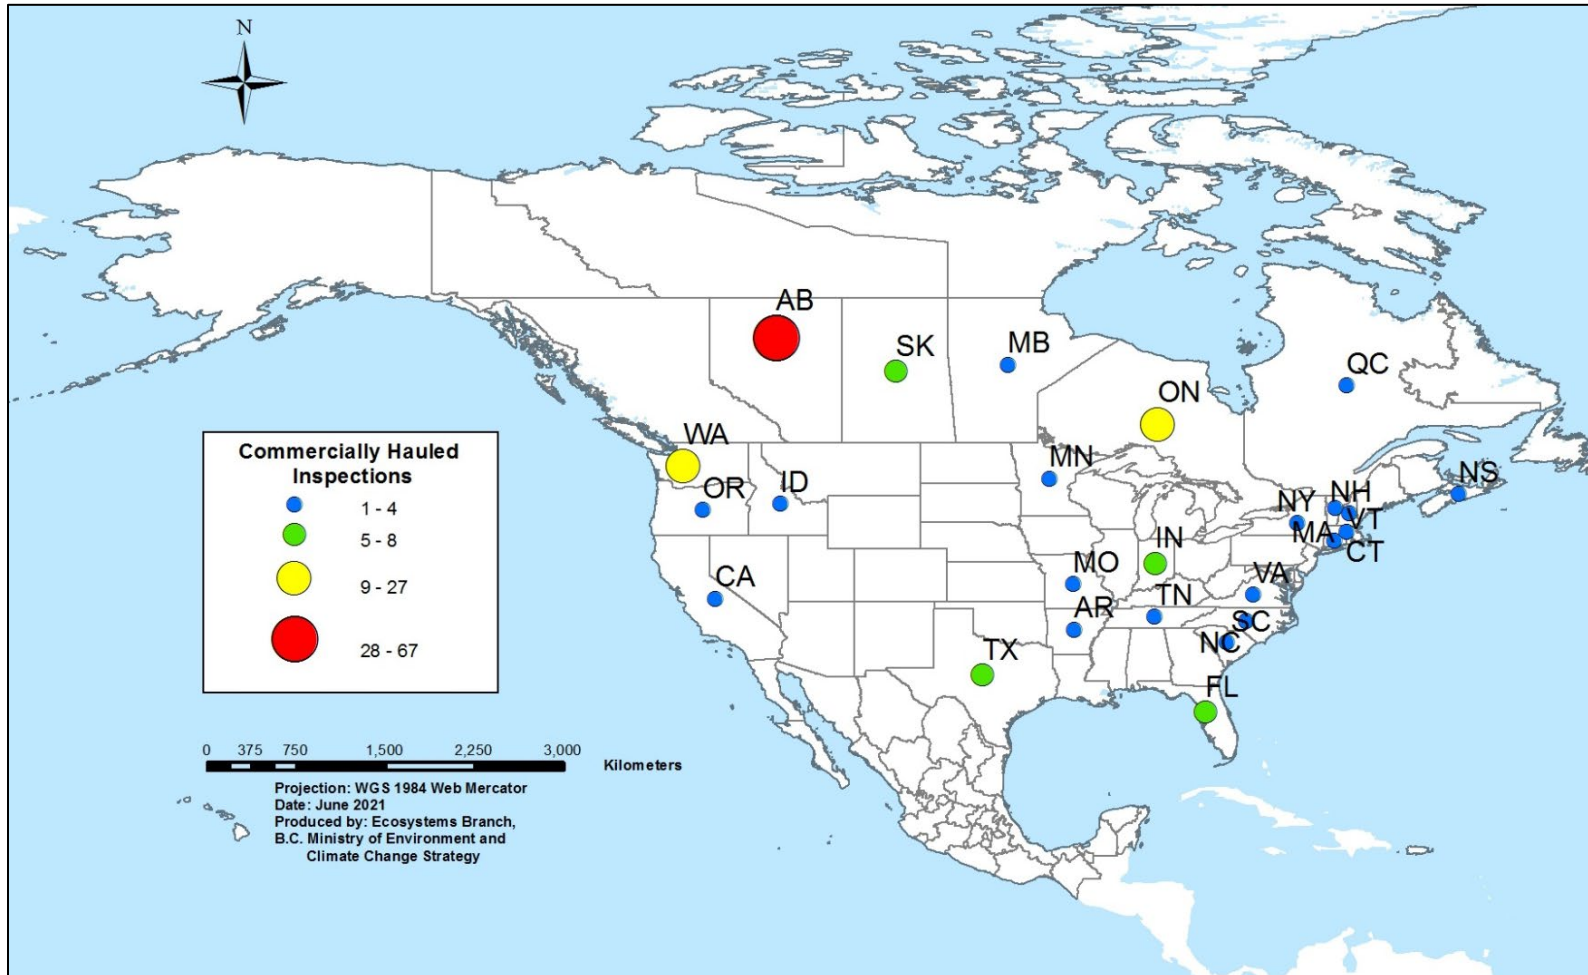 N
AB
SK
MB
QC
ON
WA
MN
NS
OR
ID
NY
NH
VT
MA
CT
IN
CA
MO
VA
AR
TN
SC
NC
TX
FL
Commercially Hauled
Inspections
1 - 4
5 - 8
9 - 27
28 - 67
0 375 750 1,500 2,250 3,000
Kilometers
Projection: WGS 1984 Web Mercator
Date: June 2021
Produced by: Ecosystems Branch,
B.C. Ministry of Environment and
Climate Change Strategy